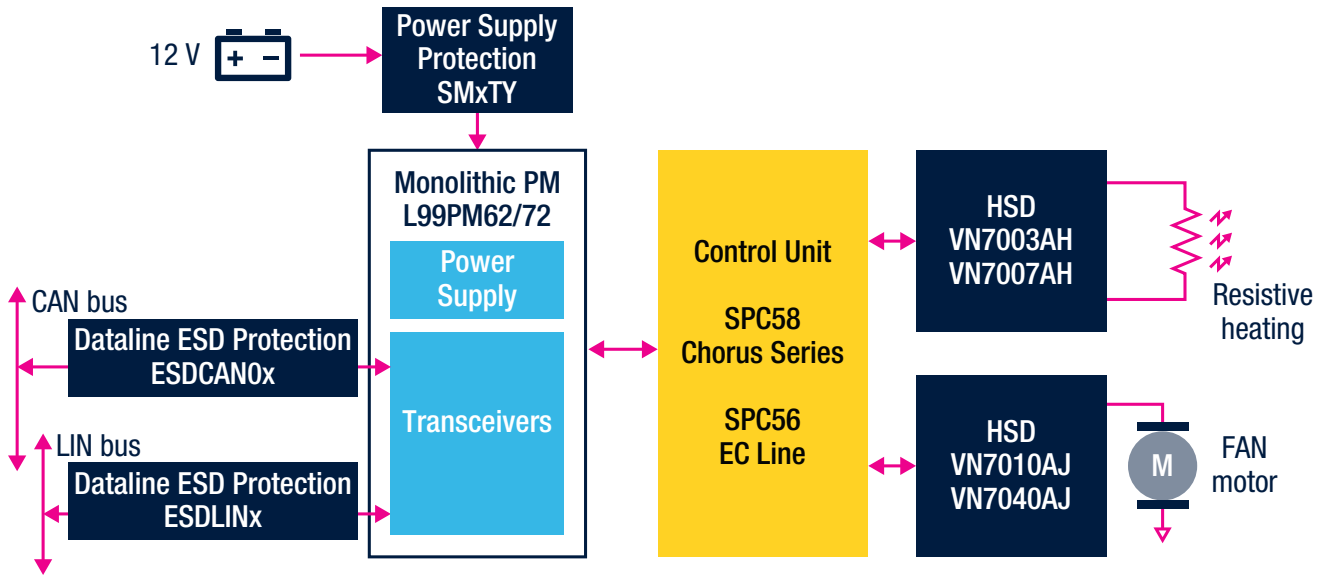 12 V
+ −
Power Supply
Protection
SMxTY
Monolithic PM
L99PM62/72
Power
Supply
Transceivers
CAN bus
Dataline ESD Protection
ESDCAN0x
LIN bus
Dataline ESD Protection
ESDLINx
Control Unit
SPC58
Chorus Series
SPC56
EC Line
HSD
VN7003AH
VN7007AH
Resistive
heating
HSD
VN7010AJ
VN7040AJ
M
FAN
motor